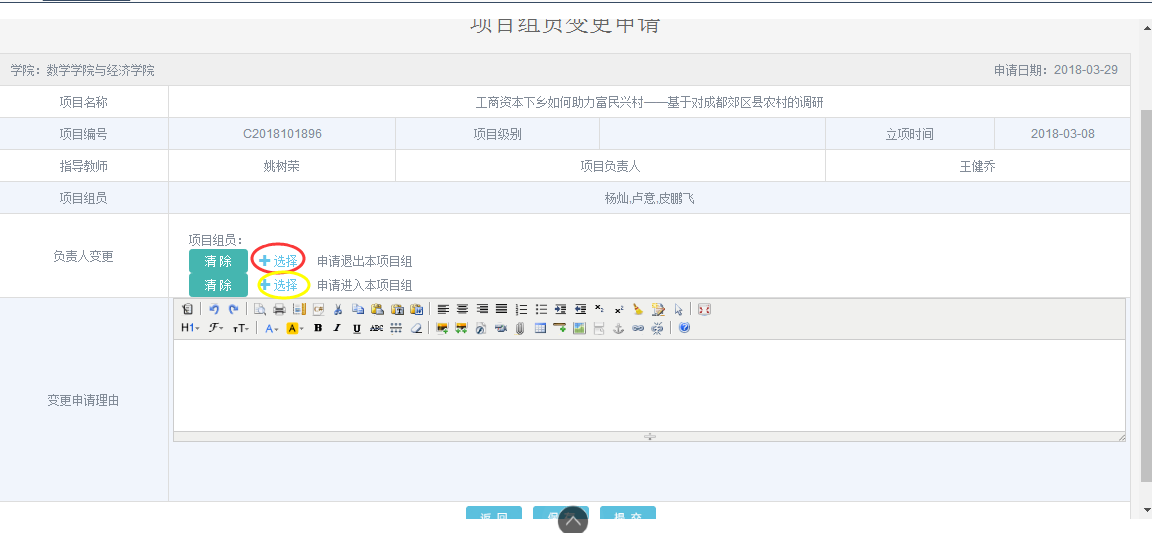 项目组员变更申请
学院：数学学院与经济学院 申请日期：2018-03-29
项目名称 工商资本下乡如何助力富民兴村——基于对成都郊区县农村的调研
项目编号 C2018101896 项目级别 立项时间 2018-03-08
指导教师 姚树荣 项目负责人 王健乔
项目组员 杨灿,卢意,皮鹏飞
负责人变更
项目组员：
清除 选择 申请退出本项目组
清除 选择 申请进入本项目组
变更申请理由
返回 保存 提交